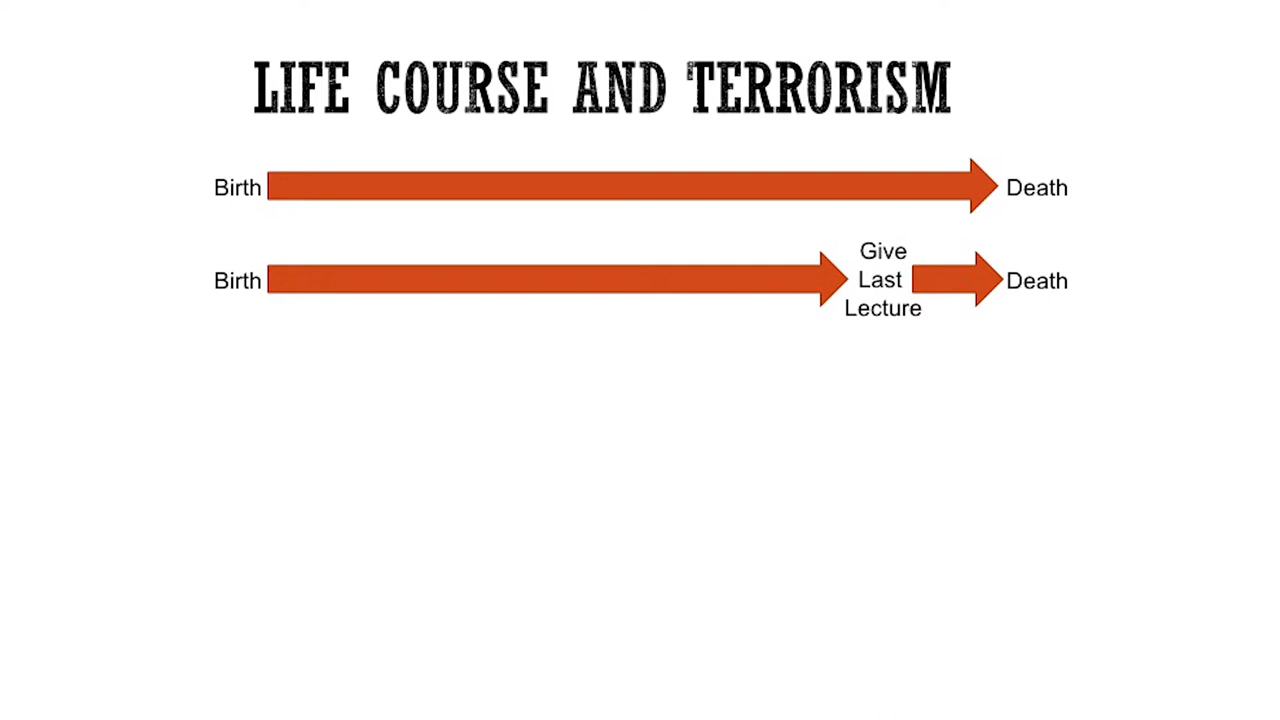 LIFE COURSE AND TERRORISM
Birth Death
Give
Birth Last Death
Lecture